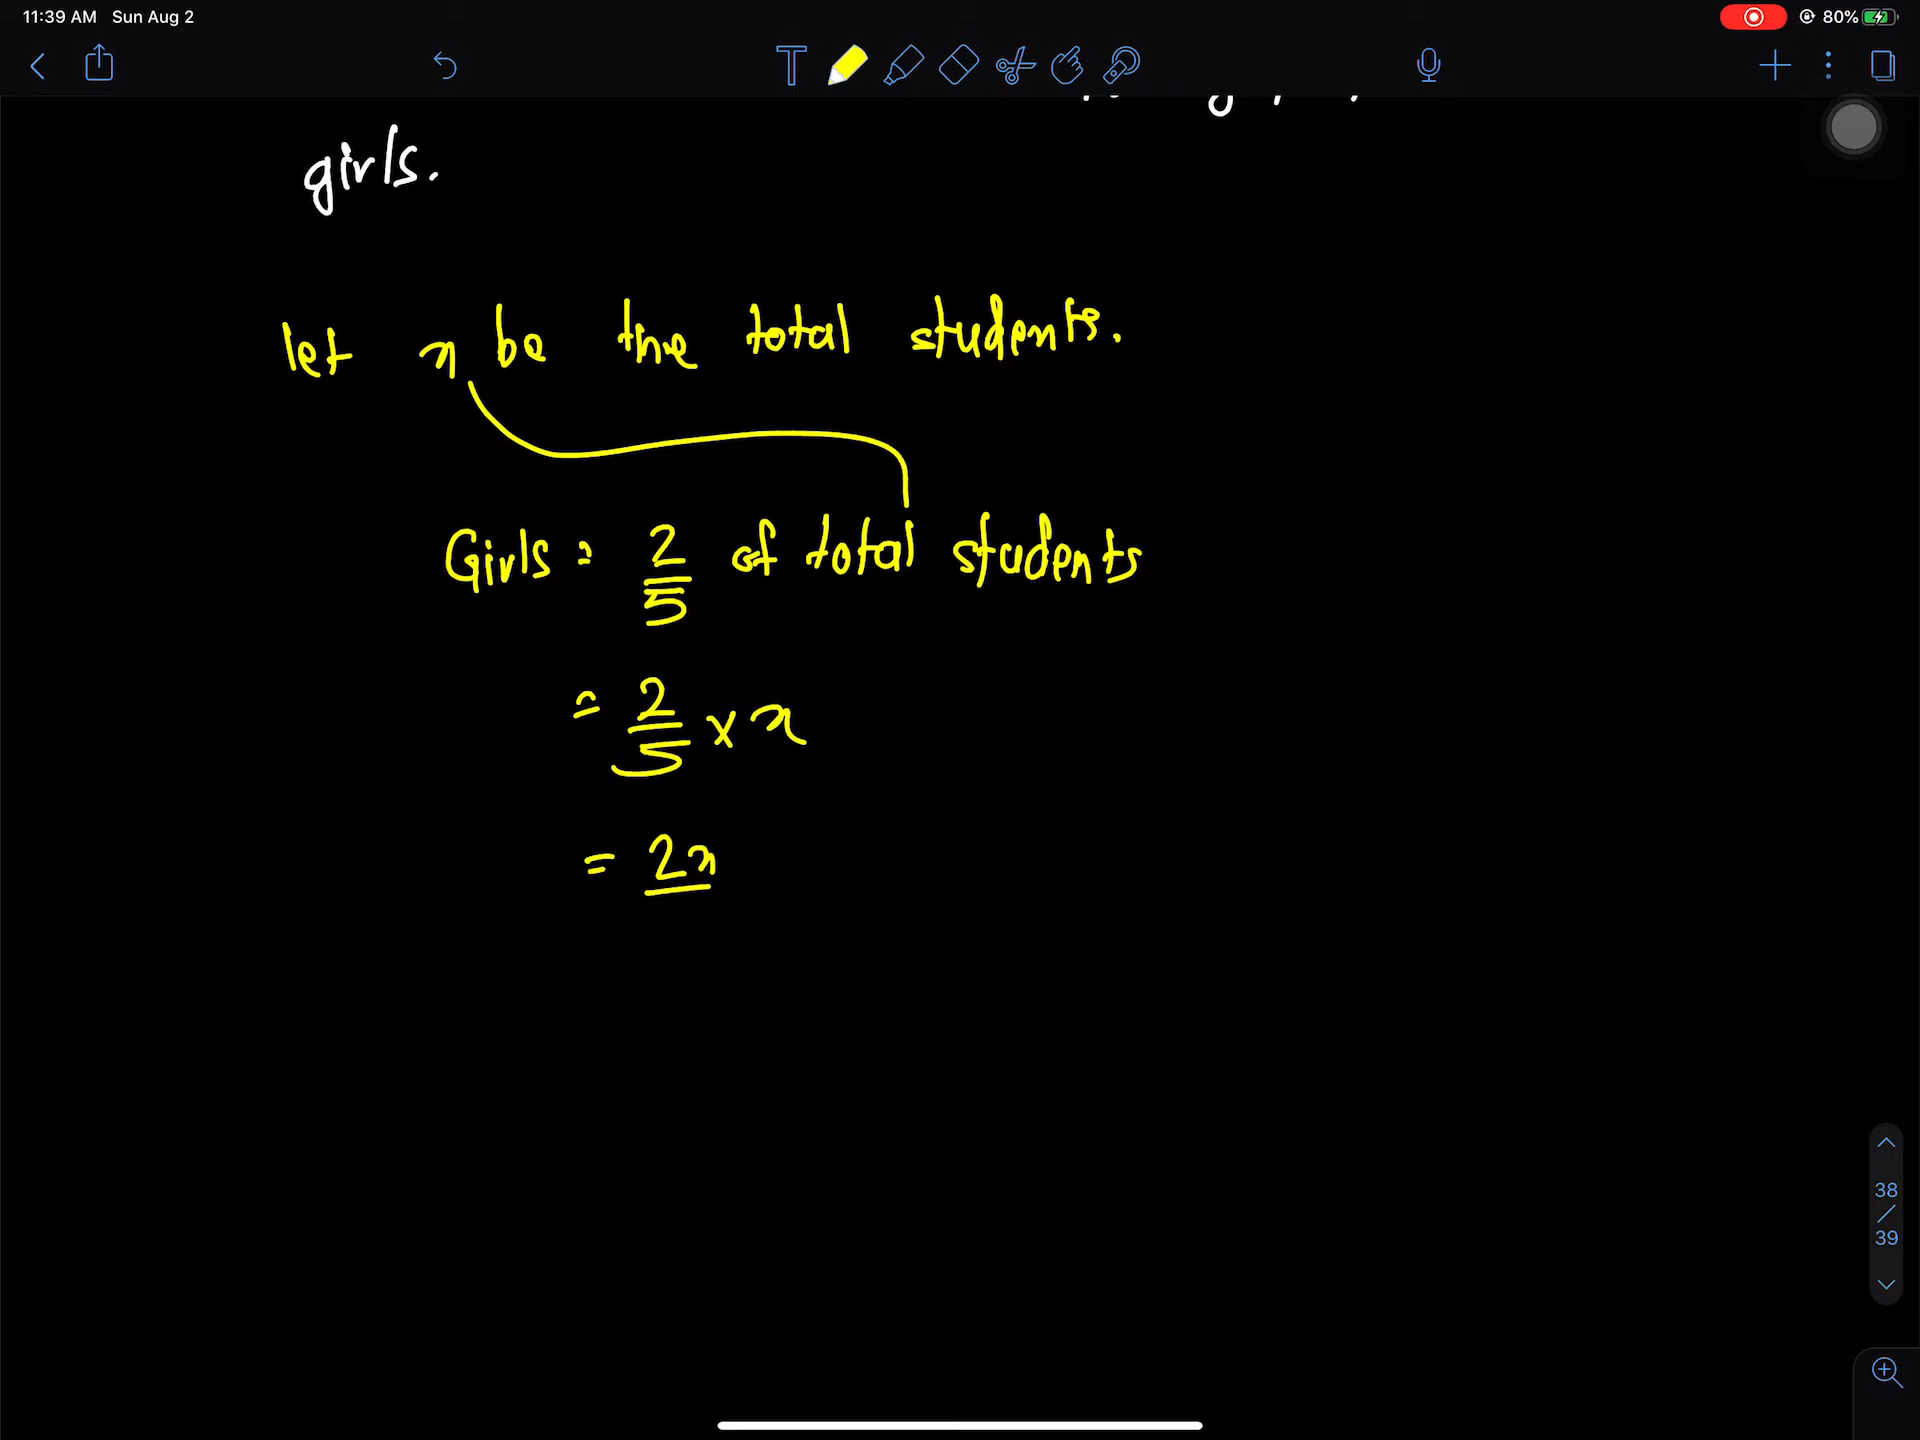 11:39 AM Sun Aug 2
80%
girls.
let x be the total students.
Girls = 2/5 of total students
= 2/5 × x
= 2x
38
/
39